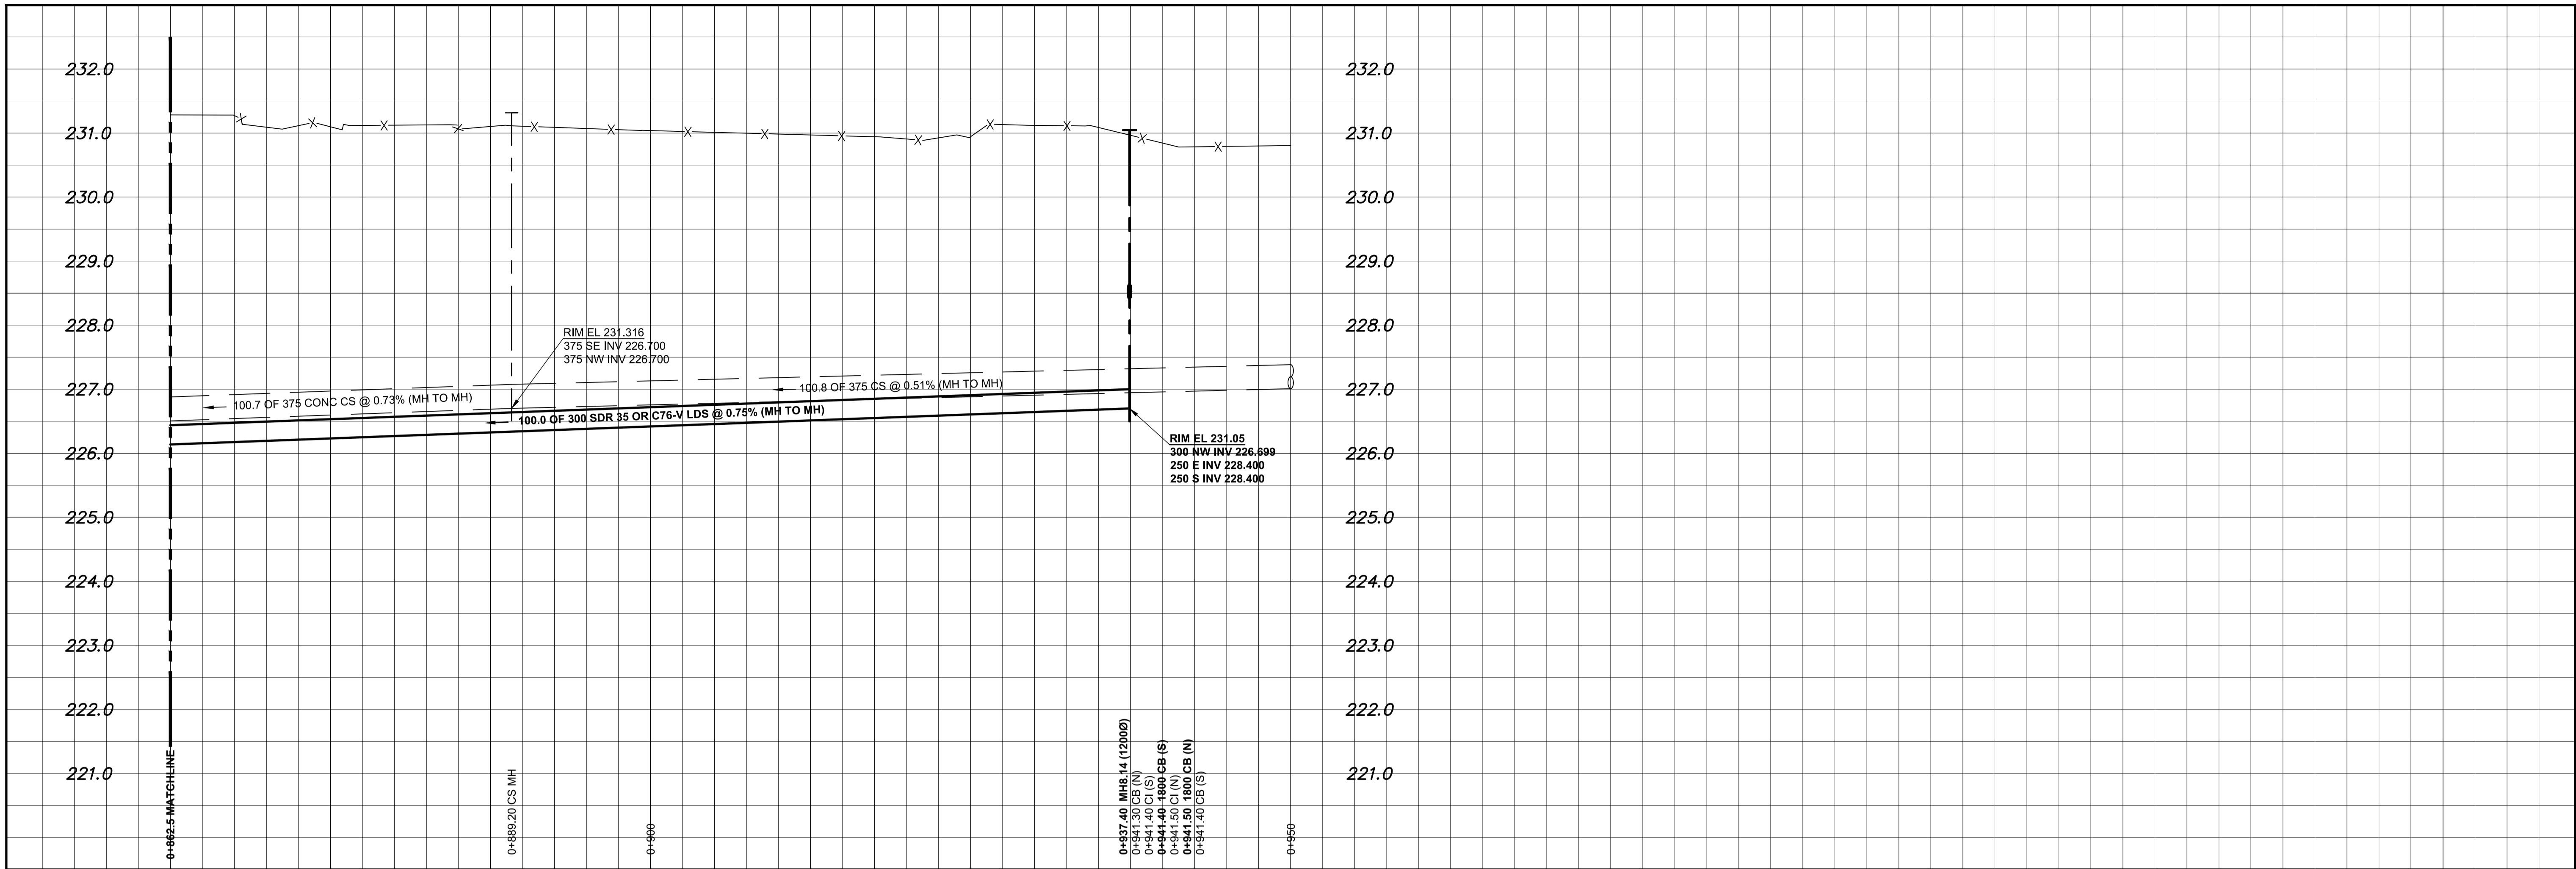 232.0
232.0
231.0
231.0
230.0
230.0
229.0
229.0
228.0
228.0
RIM EL 231.316
375 SE INV 226.700
375 NW INV 226.700
227.0
227.0
100.8 OF 375 CS @ 0.51% (MH TO MH)
100.7 OF 375 CONC CS @ 0.73% (MH TO MH)
100.0 OF 300 SDR 35 OR C76-V LDS @ 0.75% (MH TO MH)
RIM EL 231.05
300 NW INV 226.699
250 E INV 228.400
250 S INV 228.400
226.0
226.0
225.0
225.0
224.0
224.0
223.0
223.0
222.0
222.0
221.0
221.0
0+862.5 MATCHLINE
0+889.20 CS MH
0+900
0+937.40 MH8.14 (1200Ø)
0+941.30 CB (N)
0+941.40 CI (S)
0+941.40 1800 CB (S)
0+941.50 CI (N)
0+941.50 1800 CB (N)
0+941.40 CB (S)
0+950